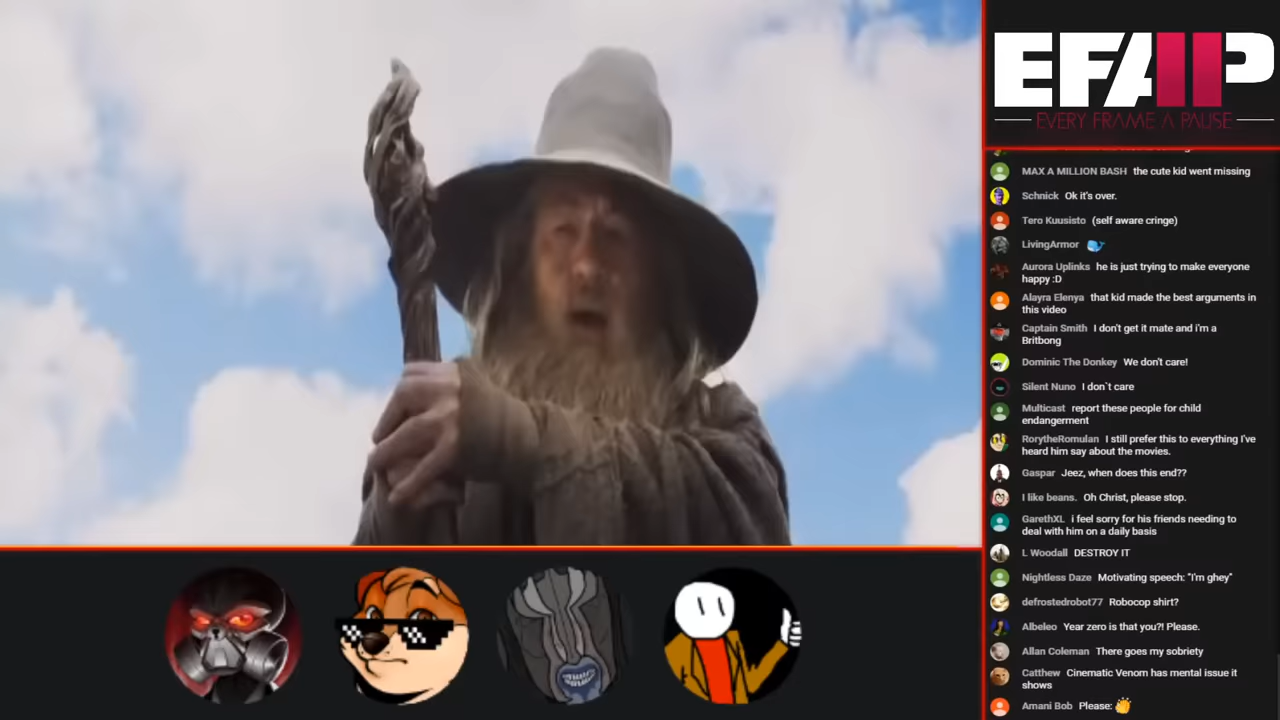 EFAP
EVERY FRAME A PAUSE
MAX A MILLION BASH the cute kid went missing
Schnick Ok it's over.
Tero Kuusisto (self aware cringe)
LivingArmor 🐳
Aurora Uplinks he is just trying to make everyone
happy :D
Alayra Elenya that kid made the best arguments in
this video
Captain Smith I don't get it mate and i'm a
Britbong
Dominic The Donkey We don't care!
Silent Nuno I don´t care
Multicast report these people for child
endangerment
RorytheRomulan I still prefer this to everything I've
heard him say about the movies.
Gaspar Jeez, when does this end??
I like beans. Oh Christ, please stop.
GarethXL i feel sorry for his friends needing to
deal with him on a daily basis
L Woodall DESTROY IT
Nightless Daze Motivating speech: "I'm ghey"
defrostedrobot77 Robocop shirt?
Albeleo Year zero is that you?! Please.
Allan Coleman There goes my sobriety
Catthew Cinematic Venom has mental issue it
shows
Amani Bob Please: 👏